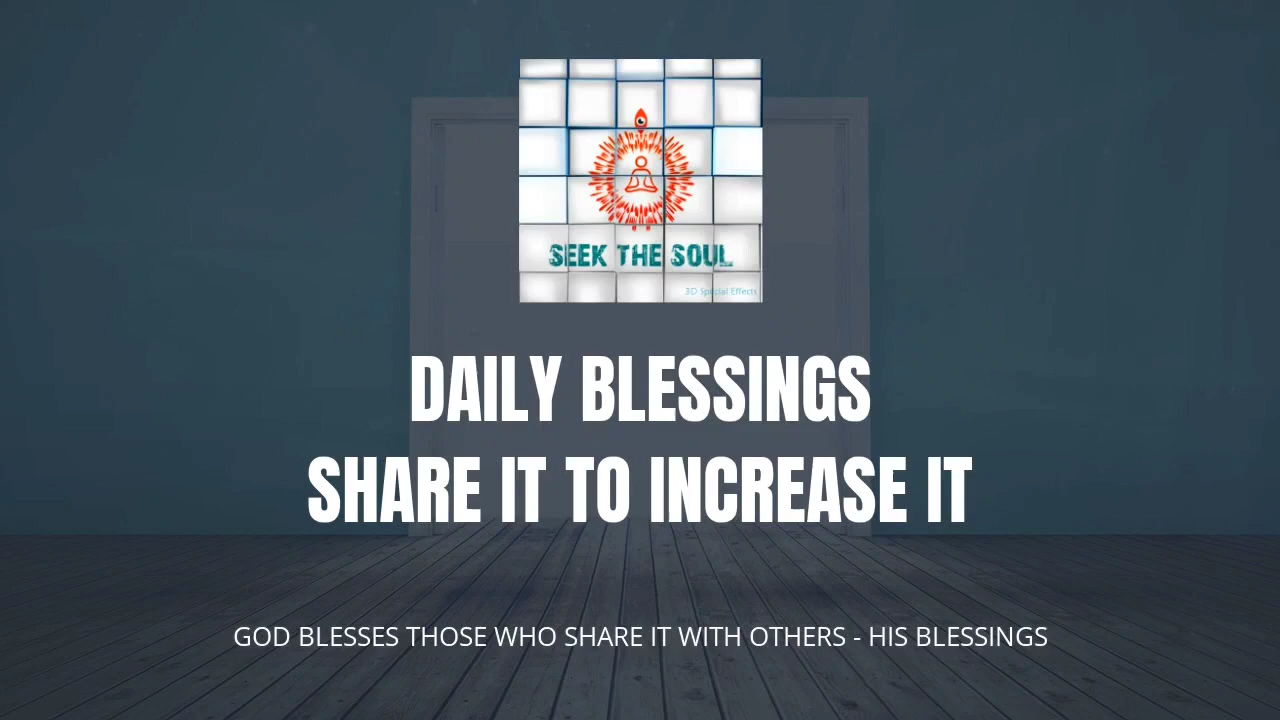 SEEK THE SOUL
3D Special Effects
DAILY BLESSINGS
SHARE IT TO INCREASE IT
GOD BLESSES THOSE WHO SHARE IT WITH OTHERS - HIS BLESSINGS